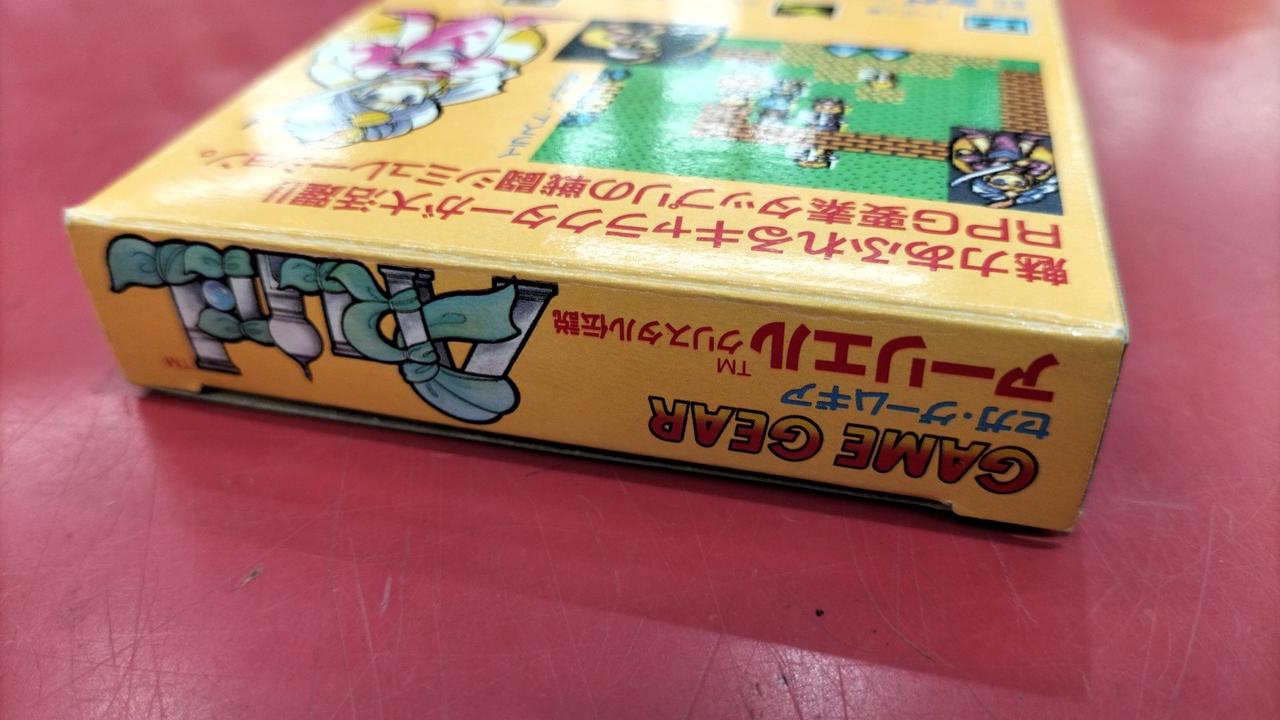 GAME GEAR
セガ・ゲームギア
アーリエル™ クリスタル伝説
ARLIEL™
魅力あふれるキャラクターが大活躍!!
RPG要素タップリの戦闘シミュレーション。